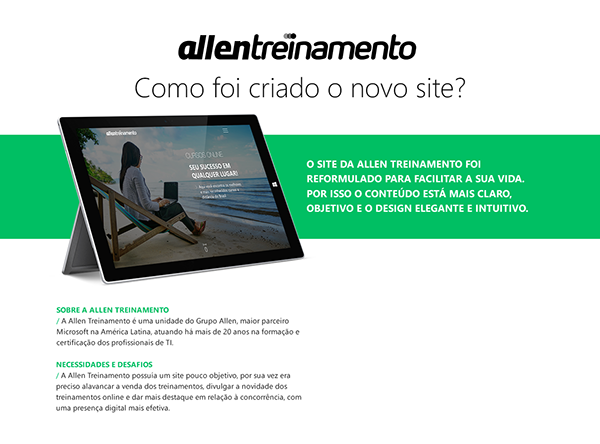 allentreinamento
Como foi criado o novo site?
allentreinamento
CURSOS ONLINE
SEU SUCESSO EM
QUALQUER LUGAR!
O SITE DA ALLEN TREINAMENTO FOI
REFORMULADO PARA FACILITAR A SUA VIDA.
POR ISSO O CONTEÚDO ESTÁ MAIS CLARO,
OBJETIVO E O DESIGN ELEGANTE E INTUITIVO.
SOBRE A ALLEN TREINAMENTO
/ A Allen Treinamento é uma unidade do Grupo Allen, maior parceiro
Microsoft na América Latina, atuando há mais de 20 anos na formação e
certificação dos profissionais de TI.
NECESSIDADES E DESAFIOS
/ A Allen Treinamento possuia um site pouco objetivo, por sua vez era
preciso alavancar a venda dos treinamentos, divulgar a novidade dos
treinamentos online e dar mais destaque em relação à concorrência, com
uma presença digital mais efetiva.